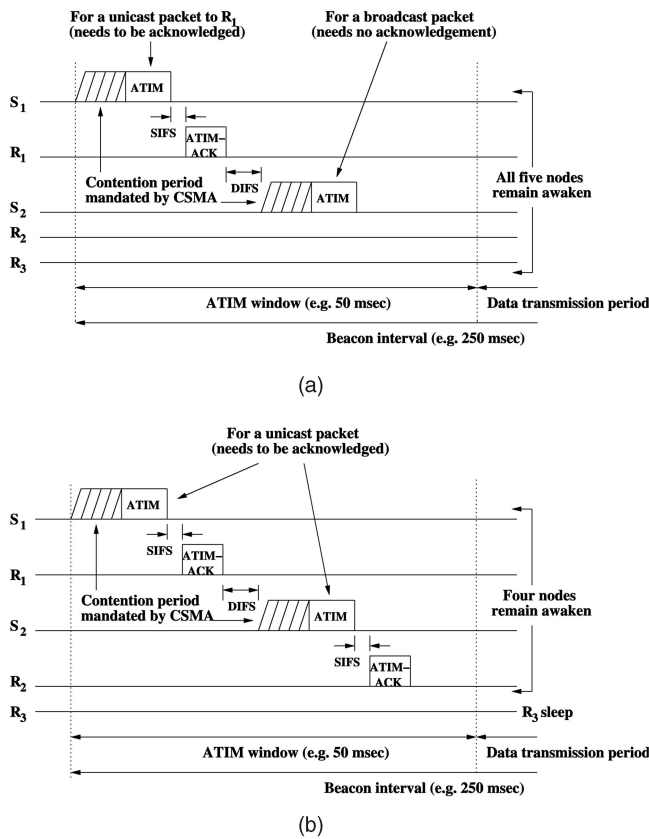 For a unicast packet to R1
(needs to be acknowledged)
For a broadcast packet
(needs no acknowledgement)
ATIM
S1
SIFS
ATIM–
ACK
R1
Contention period
mandated by CSMA
DIFS
ATIM
S2
All five nodes
remain awaken
R2
R3
ATIM window (e.g. 50 msec)
Data transmission period
Beacon interval (e.g. 250 msec)
(a)
For a unicast packet
(needs to be acknowledged)
ATIM
S1
SIFS
ATIM–
ACK
R1
Contention period
mandated by CSMA
DIFS
ATIM
S2
Four nodes
remain awaken
SIFS
ATIM–
ACK
R2
R3
R3 sleep
ATIM window (e.g. 50 msec)
Data transmission period
Beacon interval (e.g. 250 msec)
(b)